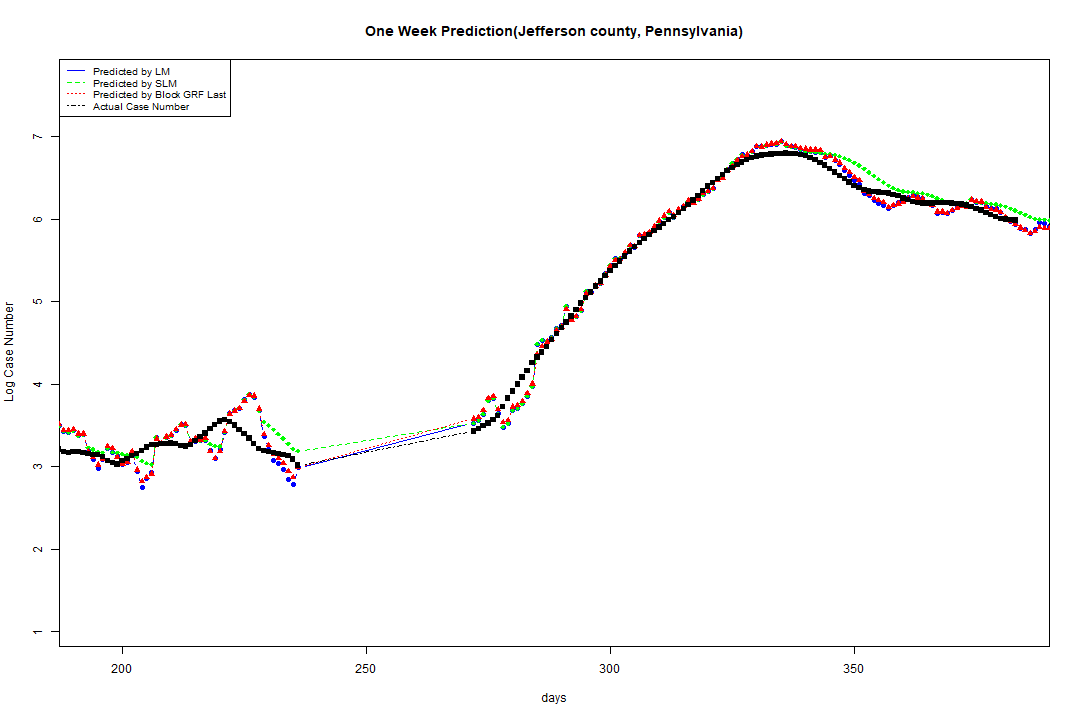 One Week Prediction(Jefferson county, Pennsylvania)
Predicted by LM
Predicted by SLM
Predicted by Block GRF Last
Actual Case Number
Log Case Number
7
6
5
4
3
2
1
200
250
300
350
days